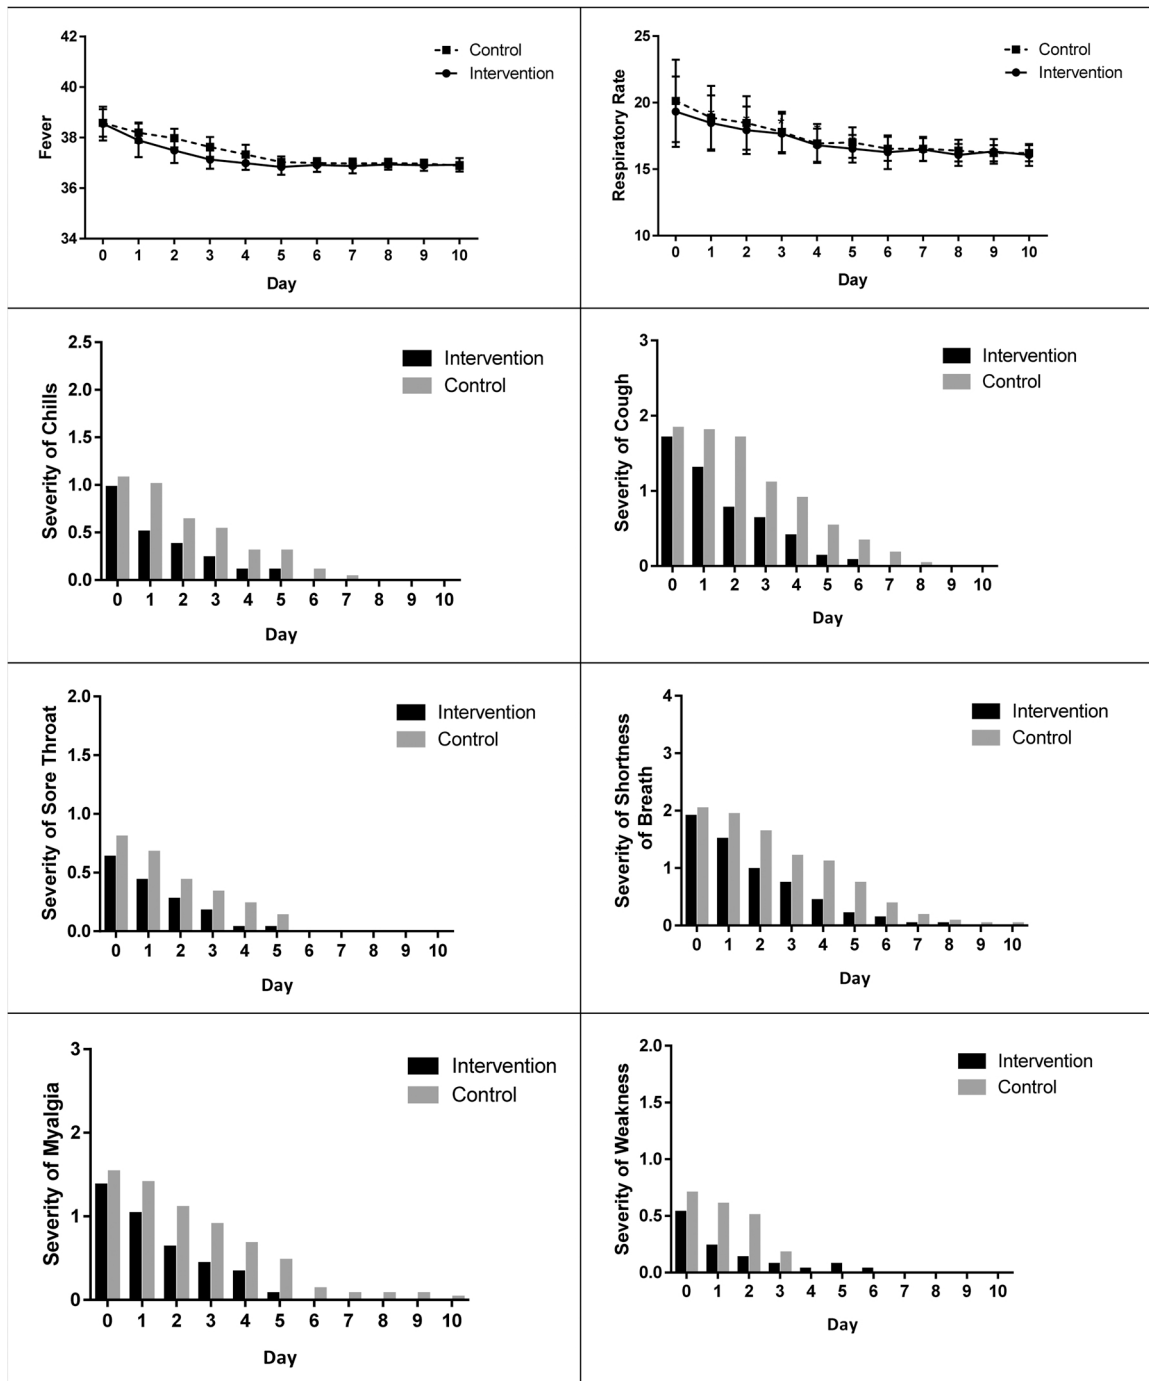 42
40
38
36
34
Fever
Control
Intervention
0 1 2 3 4 5 6 7 8 9 10
Day
25
20
15
10
Respiratory Rate
Control
Intervention
0 1 2 3 4 5 6 7 8 9 10
Day
2.5
2.0
1.5
1.0
0.5
0.0
Severity of Chills
Intervention
Control
0 1 2 3 4 5 6 7 8 9 10
Day
3
2
1
0
Severity of Cough
Intervention
Control
0 1 2 3 4 5 6 7 8 9 10
Day
2.0
1.5
1.0
0.5
0.0
Severity of Sore Throat
Intervention
Control
0 1 2 3 4 5 6 7 8 9 10
Day
4
3
2
1
0
Severity of Shortness
of Breath
Intervention
Control
0 1 2 3 4 5 6 7 8 9 10
Day
3
2
1
0
Severity of Myalgia
Intervention
Control
0 1 2 3 4 5 6 7 8 9 10
Day
2.0
1.5
1.0
0.5
0.0
Severity of Weakness
Intervention
Control
0 1 2 3 4 5 6 7 8 9 10
Day